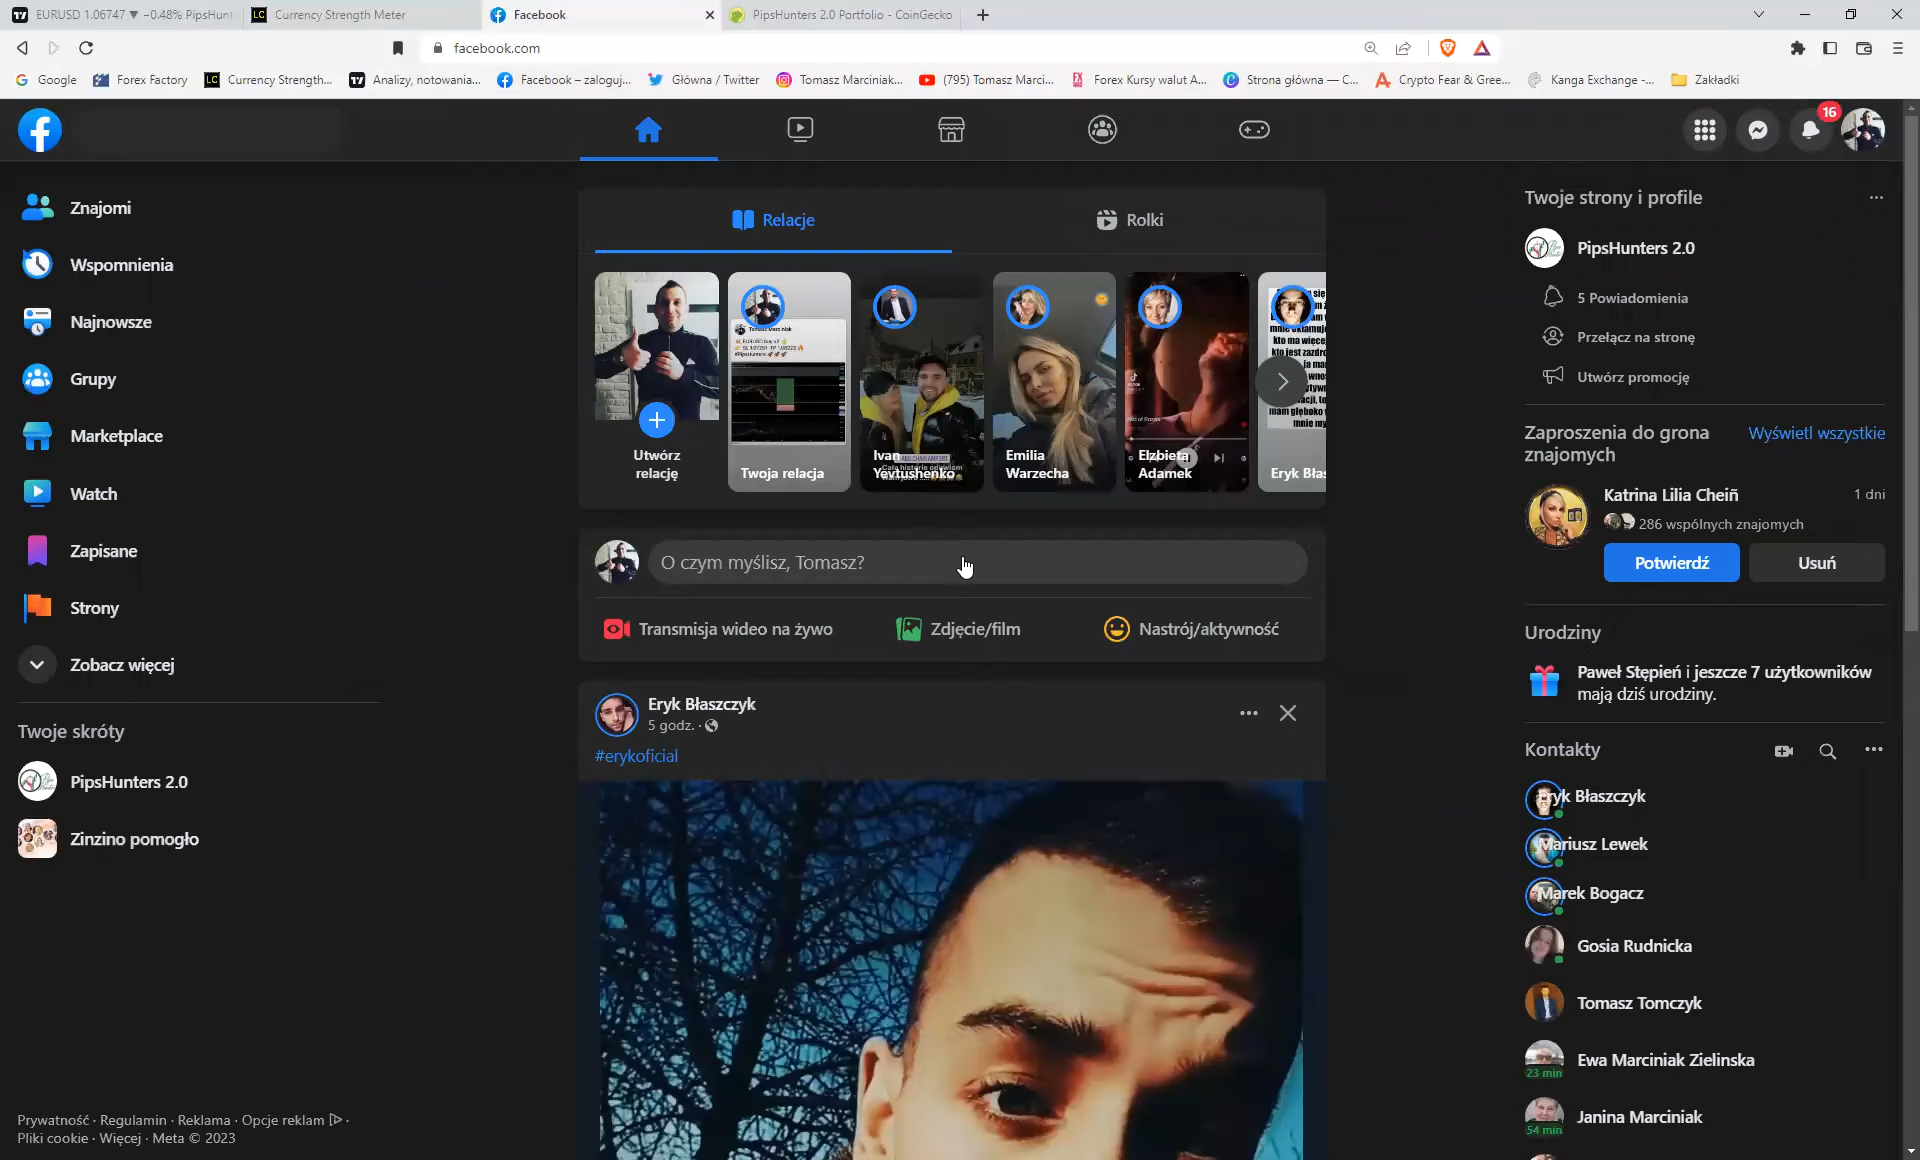 EURUSD 1.06747 ▼ −0.48% PipsHunt
Currency Strength Meter
Facebook
PipsHunters 2.0 Portfolio - CoinGecko
facebook.com
Google
Forex Factory
Currency Strength...
Analizy, notowania...
Facebook – zaloguj...
Główna / Twitter
Tomasz Marciniak...
(795) Tomasz Marci...
Forex Kursy walut A...
Strona główna — C...
Crypto Fear & Gree...
Kanga Exchange -...
Zakładki
16
Znajomi
Wspomnienia
Najnowsze
Grupy
Marketplace
Watch
Zapisane
Strony
Zobacz więcej
Twoje skróty
PipsHunters 2.0
Zinzino pomogło
Prywatność · Regulamin · Reklama · Opcje reklam ·
Pliki cookie · Więcej · Meta © 2023
Relacje
Rolki
Utwórz
relację
Twoja relacja
Ivan
Yevtushenko
Emilia
Warzecha
Elżbieta
Adamek
Eryk Błas
O czym myślisz, Tomasz?
Transmisja wideo na żywo
Zdjęcie/film
Nastrój/aktywność
Eryk Błaszczyk
5 godz. ·
#erykoficial
Twoje strony i profile
PipsHunters 2.0
5 Powiadomienia
Przełącz na stronę
Utwórz promocję
Zaproszenia do grona
znajomych
Wyświetl wszystkie
Katrina Lilia Cheiñ
1 dni
286 wspólnych znajomych
Potwierdź
Usuń
Urodziny
Paweł Stępień i jeszcze 7 użytkowników
mają dziś urodziny.
Kontakty
Eryk Błaszczyk
Mariusz Lewek
Marek Bogacz
Gosia Rudnicka
Tomasz Tomczyk
Ewa Marciniak Zielinska
23 min
Janina Marciniak
54 min